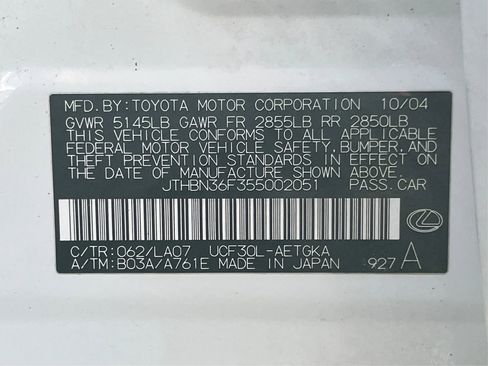 MFD.BY:TOYOTA MOTOR CORPORATION 10/04
GVWR 5145LB GAWR FR 2855LB RR 2850LB
THIS VEHICLE CONFORMS TO ALL APPLICABLE
FEDERAL MOTOR VEHICLE SAFETY,BUMPER,AND
THEFT PREVENTION STANDARDS IN EFFECT ON
THE DATE OF MANUFACTURE SHOWN ABOVE.
JTHBN36F355002051 PASS.CAR
C/TR:062/LA07 UCF30L-AETGKA
A/TM:B03A/A761E MADE IN JAPAN 927 A